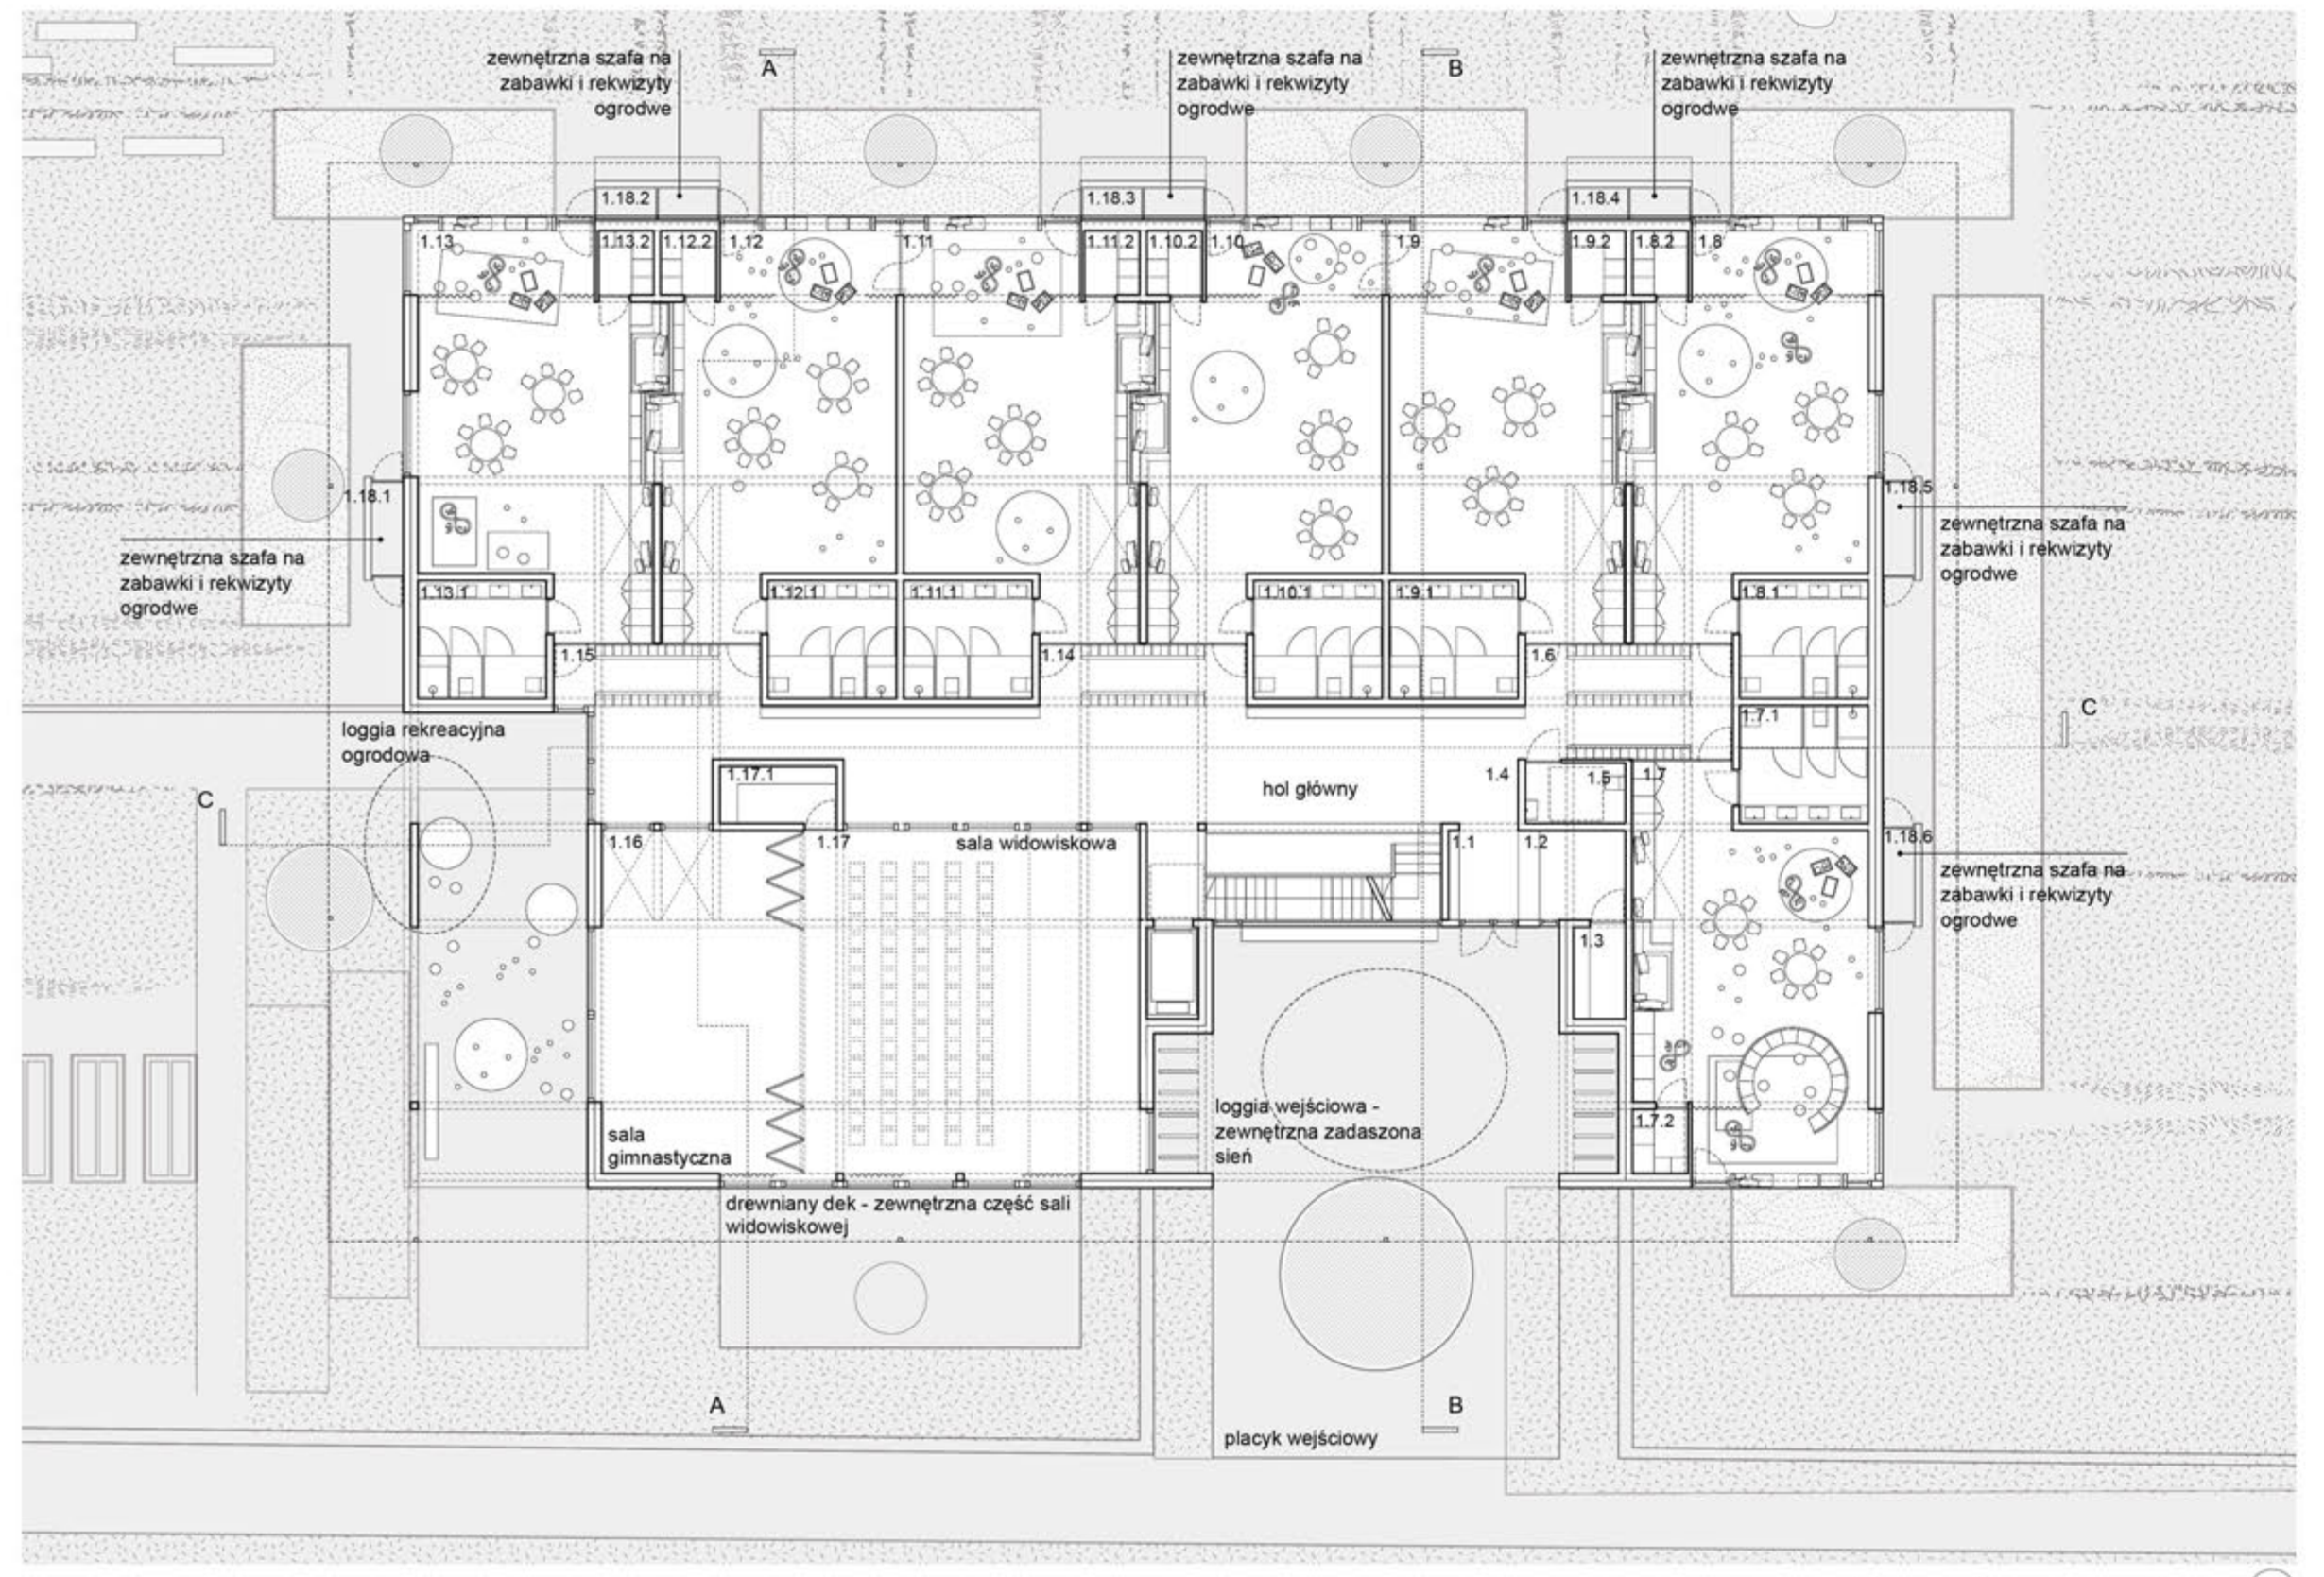 zewnętrzna szafa na
zabawki i rekwizyty
ogrodwe
A
zewnętrzna szafa na
zabawki i rekwizyty
ogrodwe
B
zewnętrzna szafa na
zabawki i rekwizyty
ogrodwe
1.18.2
1.18.3
1.18.4
1.13
1.13.2
1.12.2
1.12
1.11
1.11.2
1.10.2
1.10
1.9
1.9.2
1.8.2
1.8
1.18.1
1.18.5
zewnętrzna szafa na
zabawki i rekwizyty
ogrodwe
zewnętrzna szafa na
zabawki i rekwizyty
ogrodwe
1.13.1
1.12.1
1.11.1
1.10.1
1.9.1
1.8.1
1.15
1.14
1.6
loggia rekreacyjna
ogrodowa
1.7.1
C
C
1.17.1
hol główny
1.4
1.5
1.7
1.16
1.17
sala widowiskowa
1.1
1.2
1.18.6
zewnętrzna szafa na
zabawki i rekwizyty
ogrodwe
1.3
loggia wejściowa -
zewnętrzna zadaszona
sień
1.7.2
sala
gimnastyczna
drewniany dek - zewnętrzna część sali
widowiskowej
A
B
placyk wejściowy